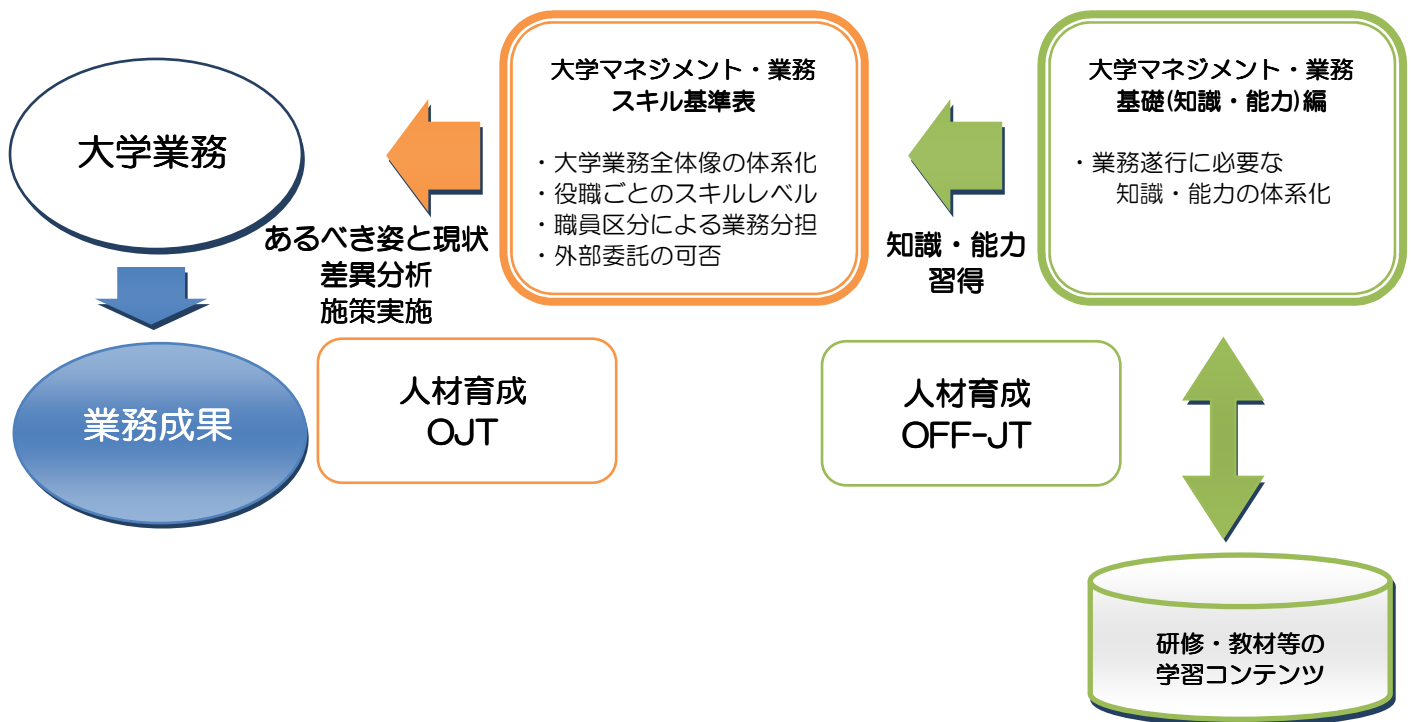 大学業務
業務成果
あるべき姿と現状
差異分析
施策実施
大学マネジメント・業務
スキル基準表
・大学業務全体像の体系化
・役職ごとのスキルレベル
・職員区分による業務分担
・外部委託の可否
人材育成
OJT
知識・能力
習得
人材育成
OFF-JT
大学マネジメント・業務
基礎(知識・能力)編
・業務遂行に必要な
知識・能力の体系化
研修・教材等の
学習コンテンツ